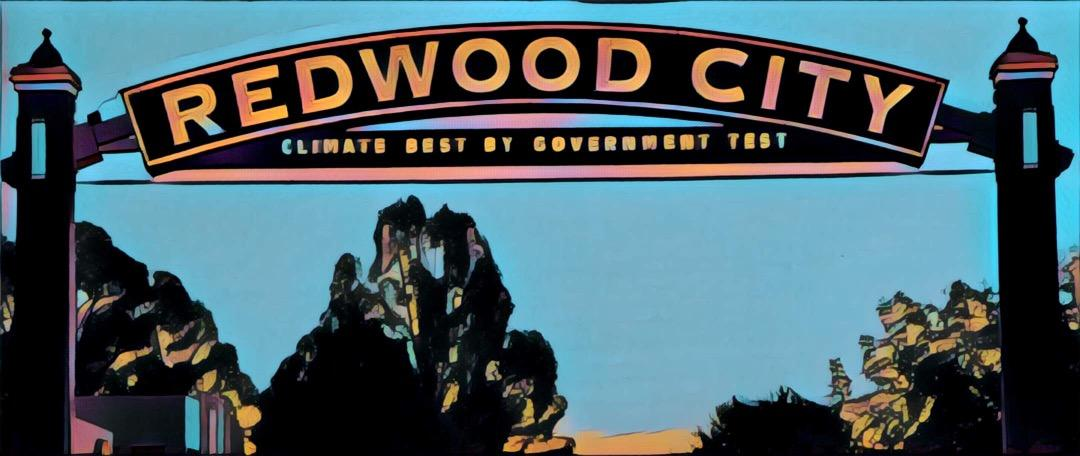 REDWOOD CITY
CLIMATE BEST BY GOVERNMENT TEST